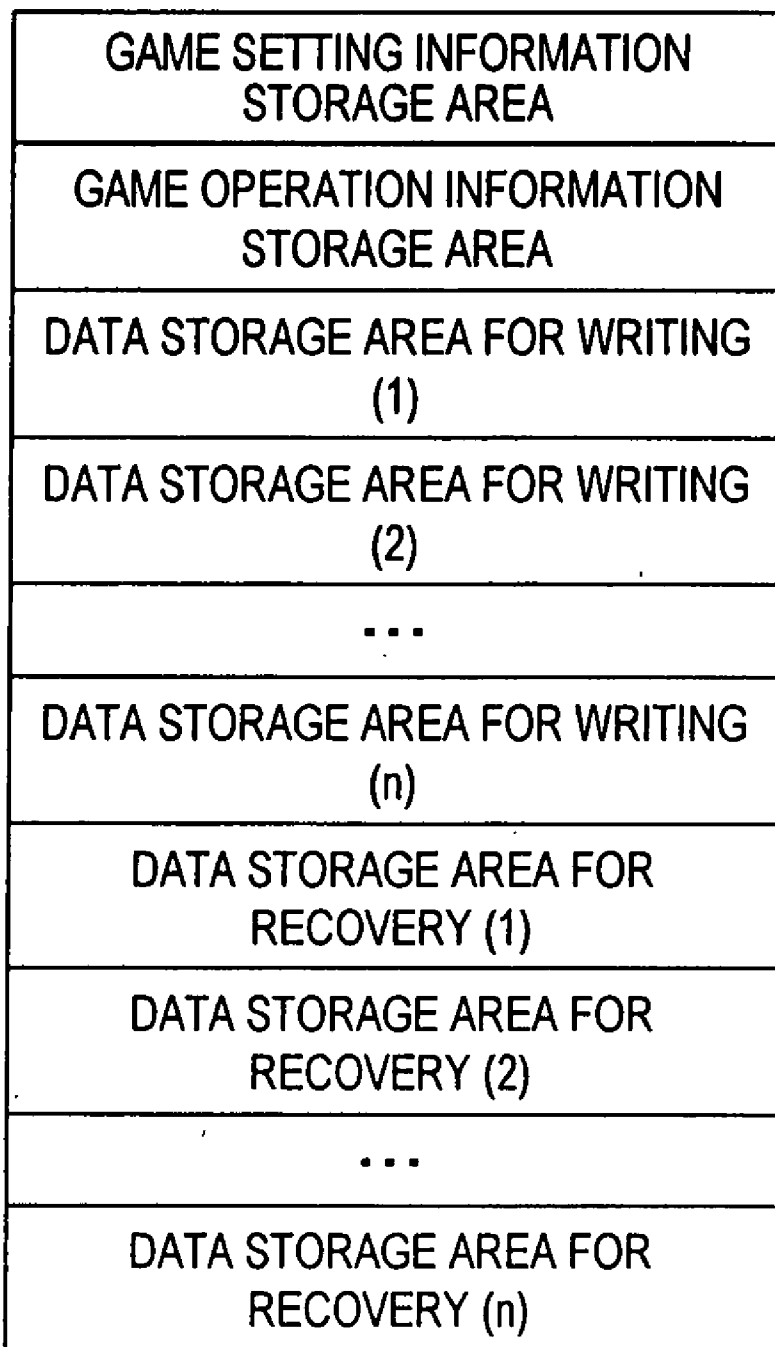 GAME SETTING INFORMATION
STORAGE AREA
GAME OPERATION INFORMATION
STORAGE AREA
DATA STORAGE AREA FOR WRITING
(1)
DATA STORAGE AREA FOR WRITING
(2)
...
DATA STORAGE AREA FOR WRITING
(n)
DATA STORAGE AREA FOR
RECOVERY (1)
DATA STORAGE AREA FOR
RECOVERY (2)
...
DATA STORAGE AREA FOR
RECOVERY (n)